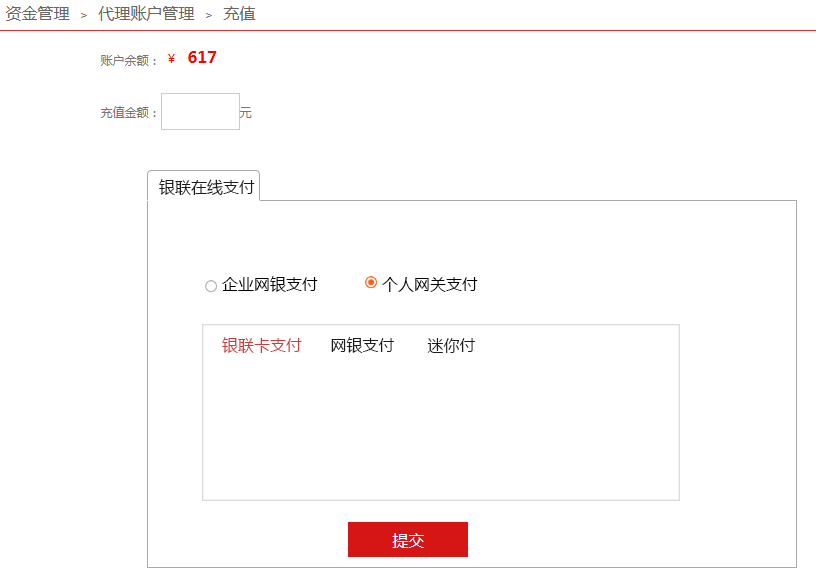 资金管理 > 代理账户管理 > 充值
账户余额： ¥ 617
充值金额： 元
银联在线支付
企业网银支付 个人网关支付
银联卡支付 网银支付 迷你付
提交